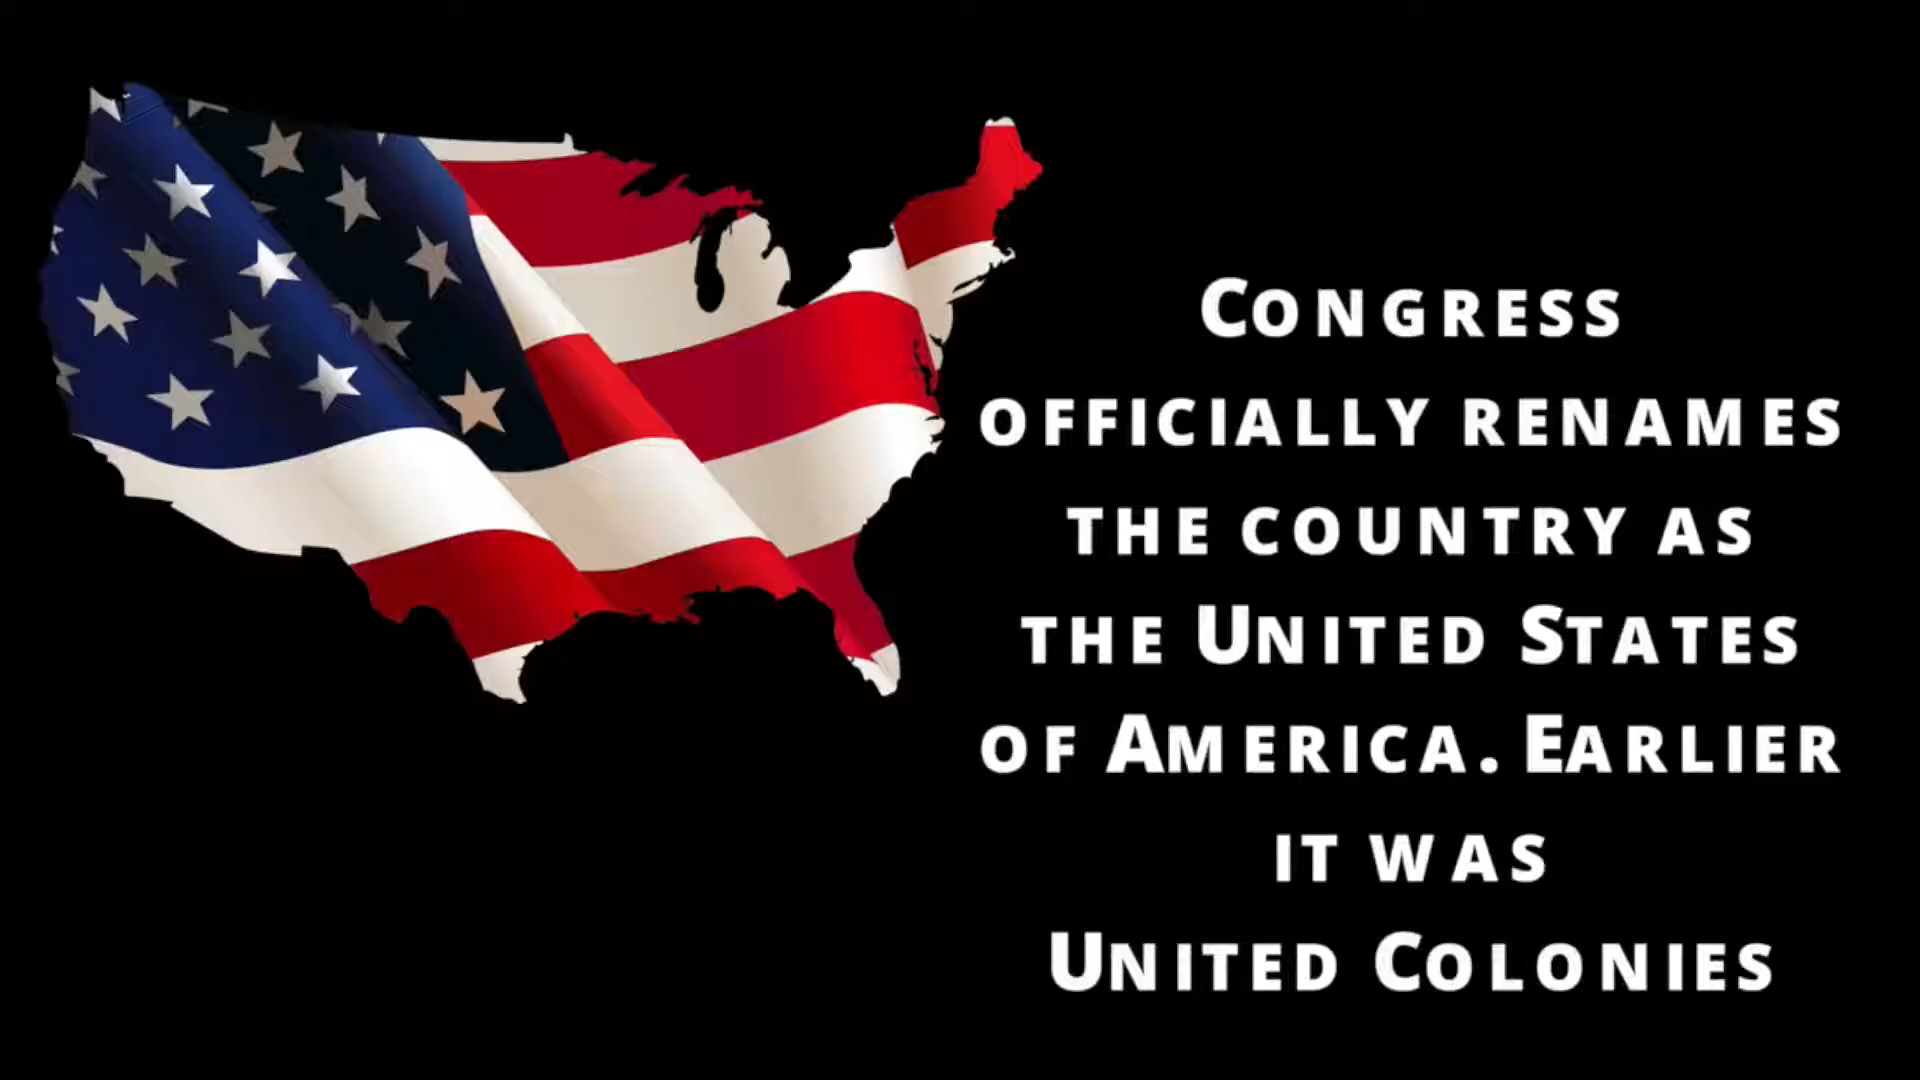 Congress
officially renames
the country as
the United States
of America. Earlier
it was
United Colonies